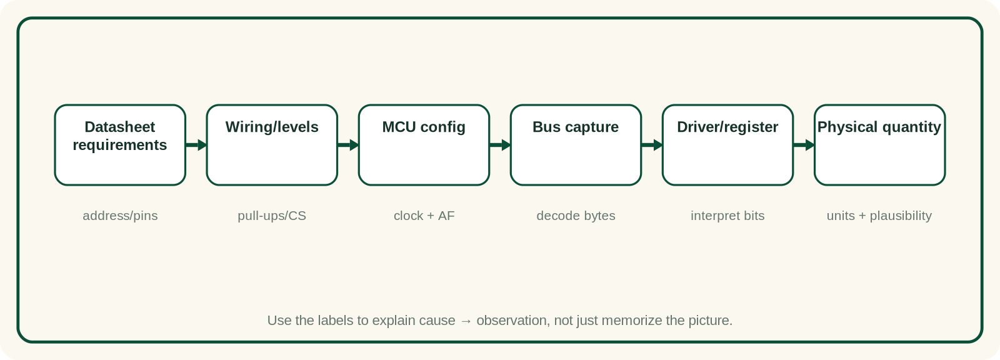 Datasheet
requirements
Wiring/levels
MCU config
Bus capture
Driver/register
Physical quantity
address/pins
pull-ups/CS
clock + AF
decode bytes
interpret bits
units + plausibility
Use the labels to explain cause → observation, not just memorize the picture.